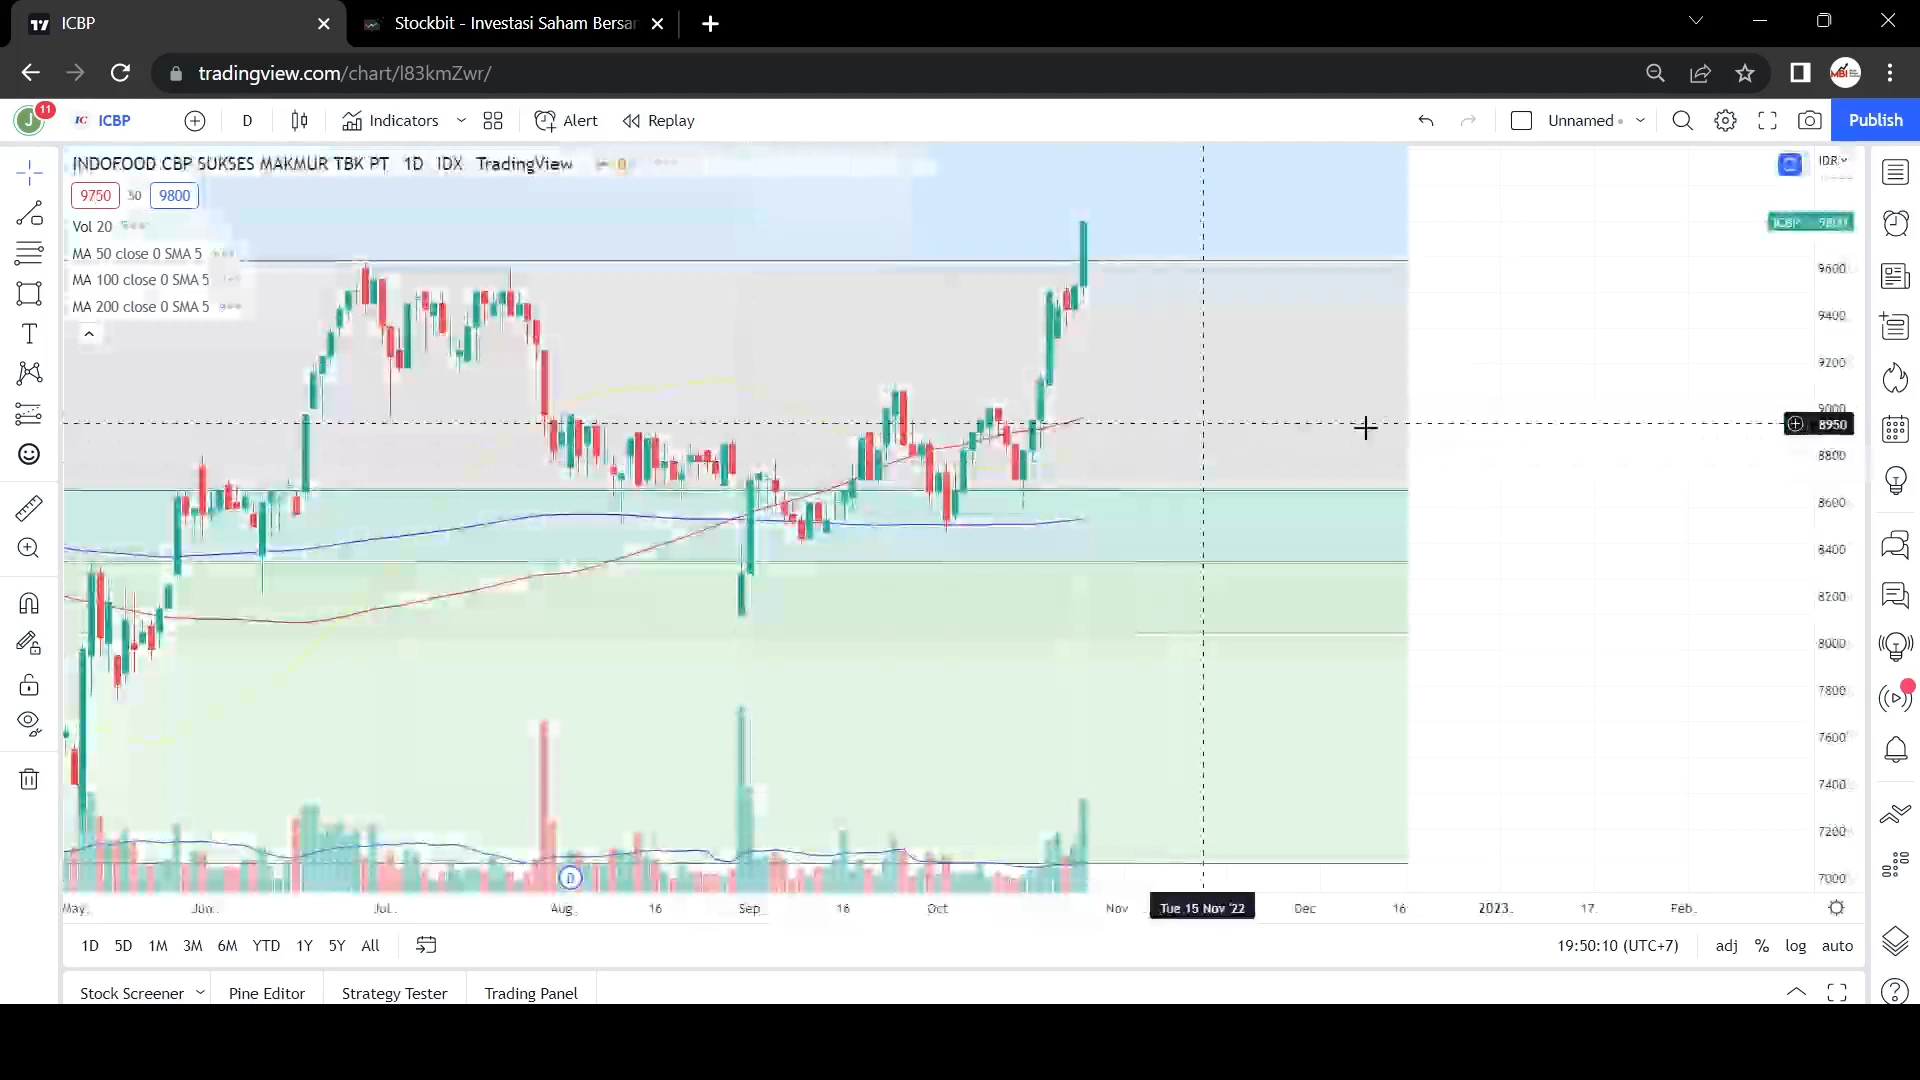 ICBP
Stockbit - Investasi Saham Bersar
tradingview.com/chart/l83kmZwr/
MBI
J 11 IC ICBP D Indicators Alert Replay Unnamed Publish
INDOFOOD CBP SUKSES MAKMUR TBK PT 1D IDX TradingView
IDR
9750 50 9800
Vol 20
ICBP 9800
MA 50 close 0 SMA 5
MA 100 close 0 SMA 5
MA 200 close 0 SMA 5
9600
9400
9200
9000
8950
8800
8600
8400
8200
8000
7800
7600
7400
7200
7000
D
May Jun Jul Aug 16 Sep 16 Oct Nov Tue 15 Nov '22 Dec 16 2023 17 Feb
1D 5D 1M 3M 6M YTD 1Y 5Y All 19:50:10 (UTC+7) adj % log auto
Stock Screener Pine Editor Strategy Tester Trading Panel